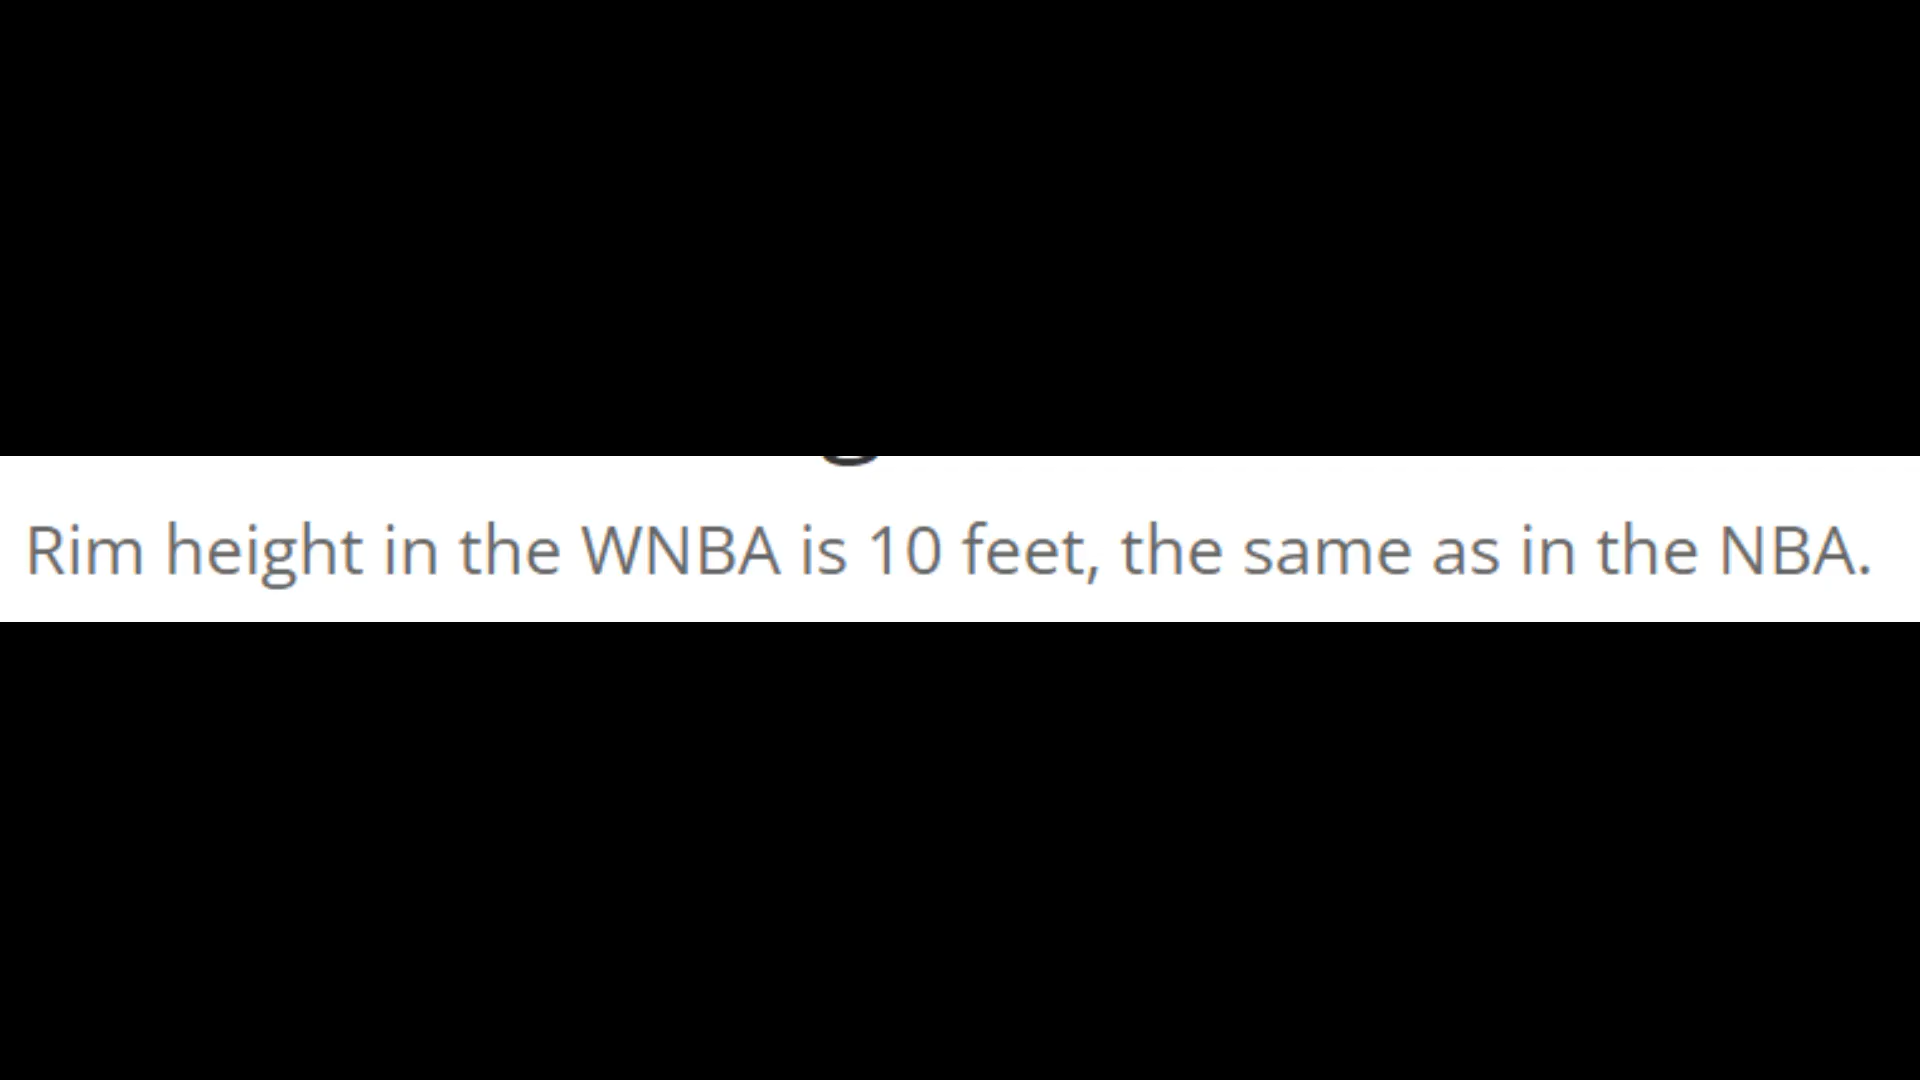 Rim height in the WNBA is 10 feet, the same as in the NBA.